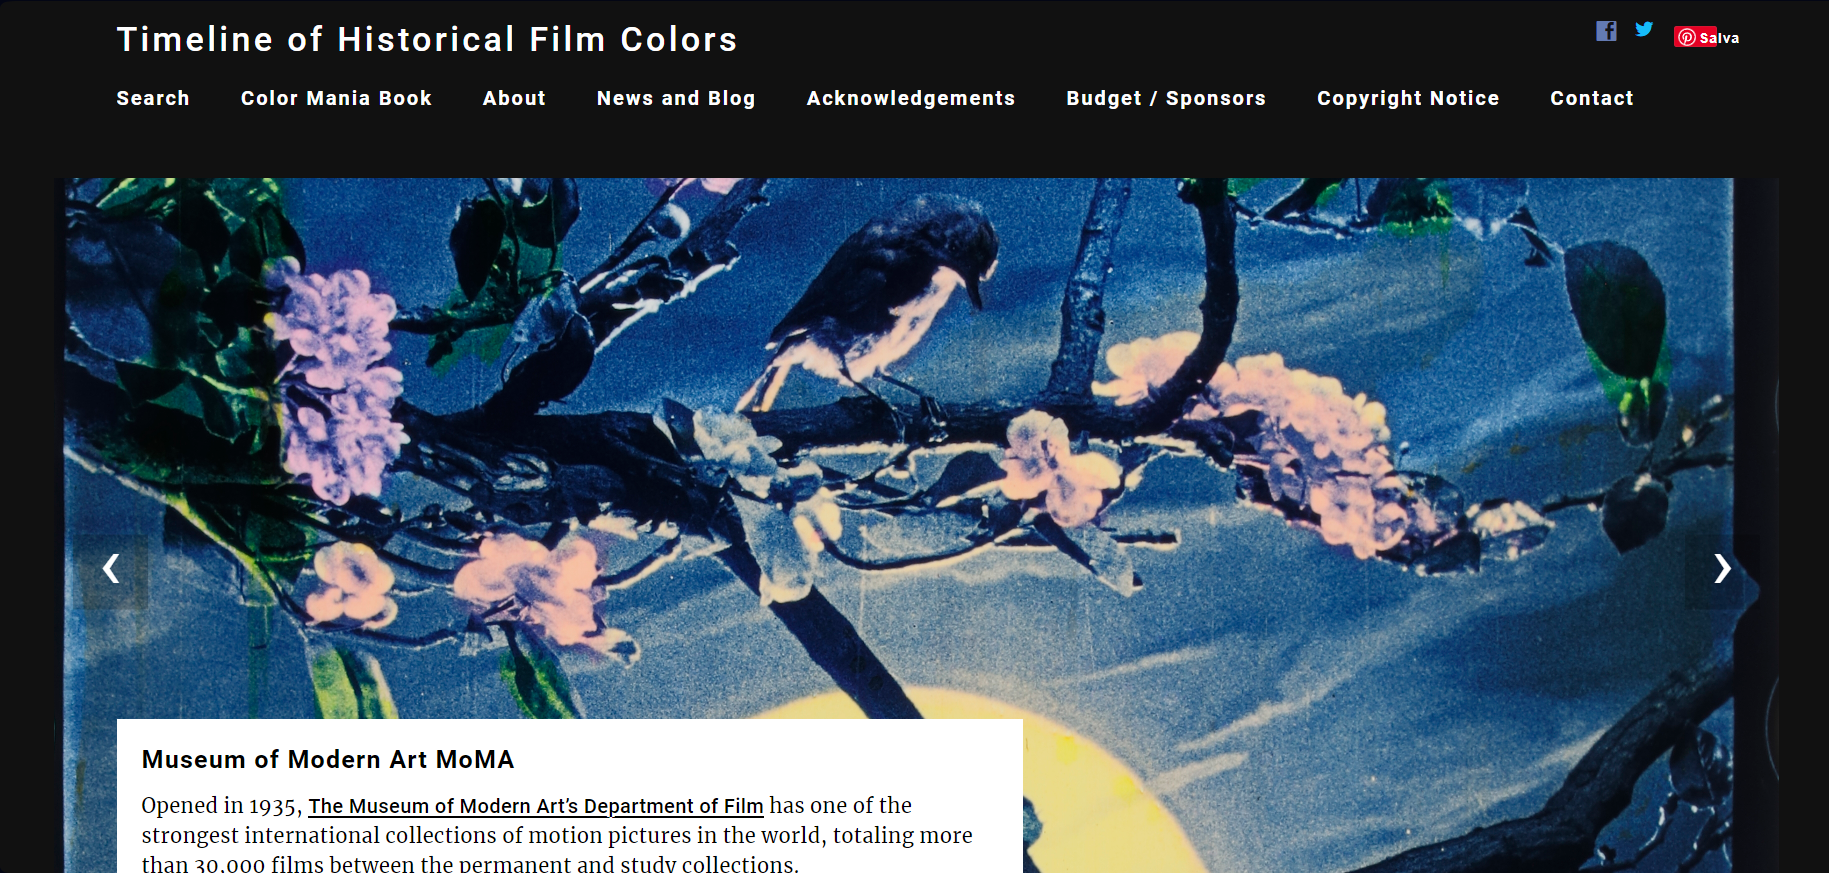 Timeline of Historical Film Colors
Salva
Search Color Mania Book About News and Blog Acknowledgements Budget / Sponsors Copyright Notice Contact
Museum of Modern Art MoMA
Opened in 1935, The Museum of Modern Art’s Department of Film has one of the
strongest international collections of motion pictures in the world, totaling more
than 30,000 films between the permanent and study collections.